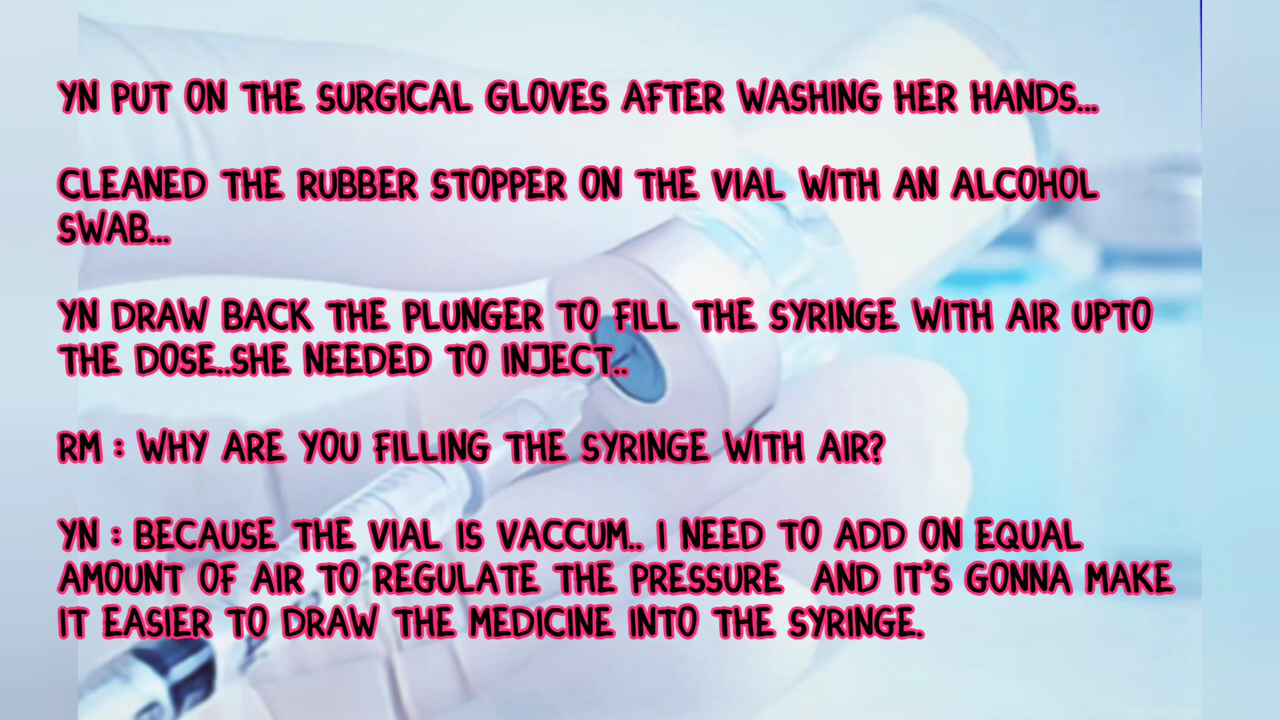 YN PUT ON THE SURGICAL GLOVES AFTER WASHING HER HANDS...
CLEANED THE RUBBER STOPPER ON THE VIAL WITH AN ALCOHOL
SWAB...
YN DRAW BACK THE PLUNGER TO FILL THE SYRINGE WITH AIR UPTO
THE DOSE..SHE NEEDED TO INJECT..
RM : WHY ARE YOU FILLING THE SYRINGE WITH AIR?
YN : BECAUSE THE VIAL IS VACCUM.. I NEED TO ADD ON EQUAL
AMOUNT OF AIR TO REGULATE THE PRESSURE  AND IT'S GONNA MAKE
IT EASIER TO DRAW THE MEDICINE INTO THE SYRINGE.